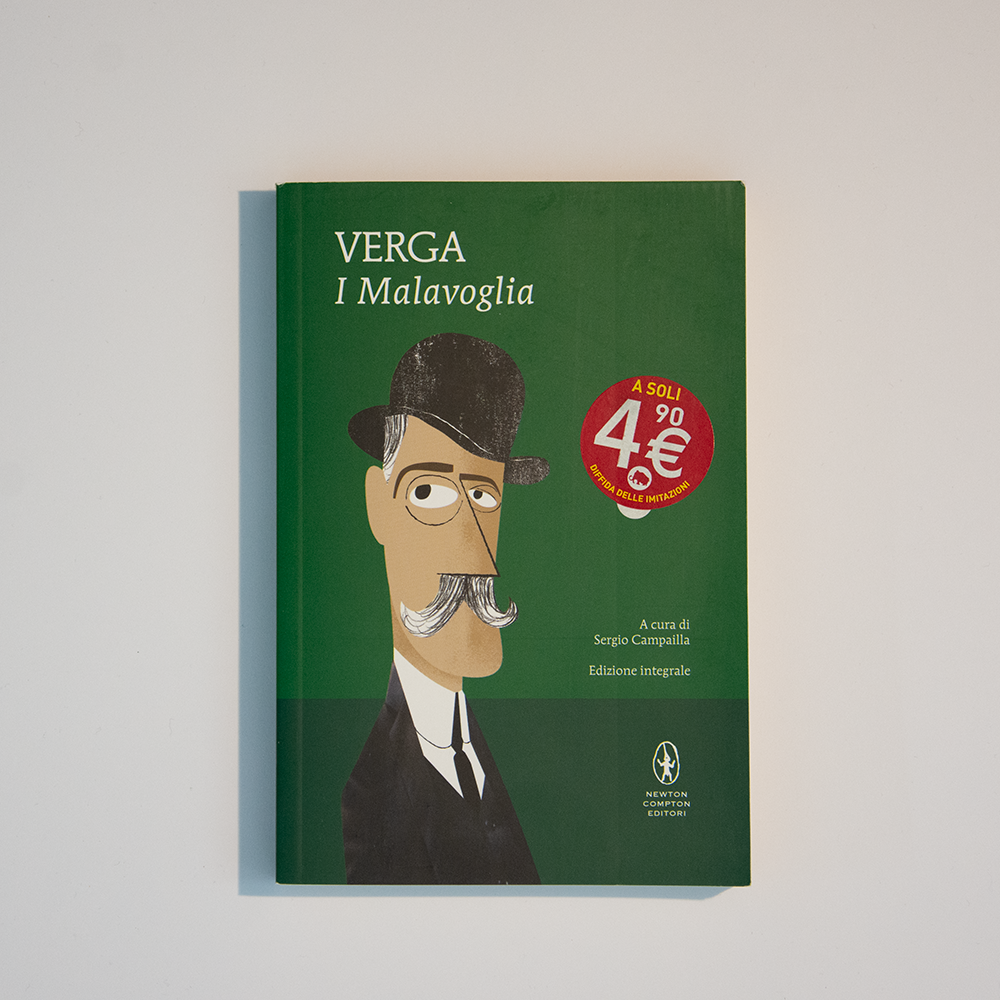 VERGA
I Malavoglia
A SOLI
4.90€
DIFFIDA DELLE IMITAZIONI
A cura di
Sergio Campailla
Edizione integrale
NEWTON
COMPTON
EDITORI